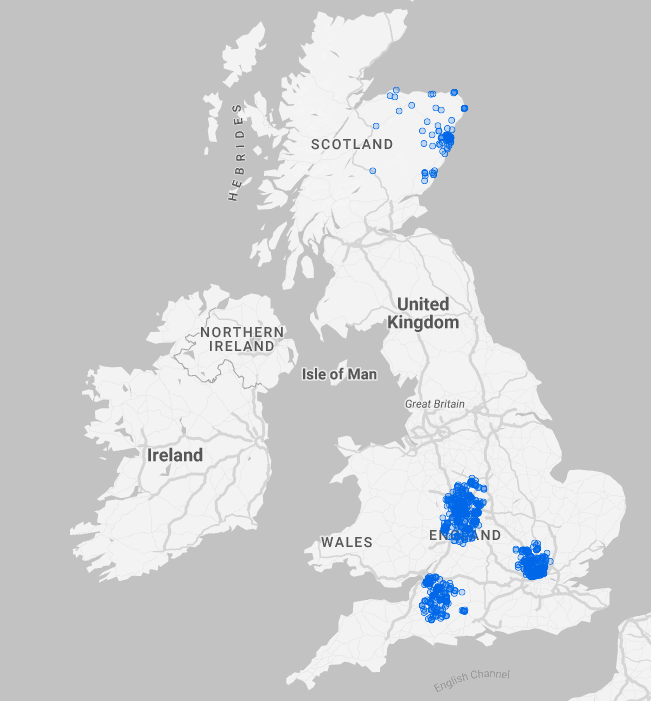 HEBRIDES
SCOTLAND
United
Kingdom
NORTHERN
IRELAND
Isle of Man
Great Britain
Ireland
WALES
ENGLAND
English Channel